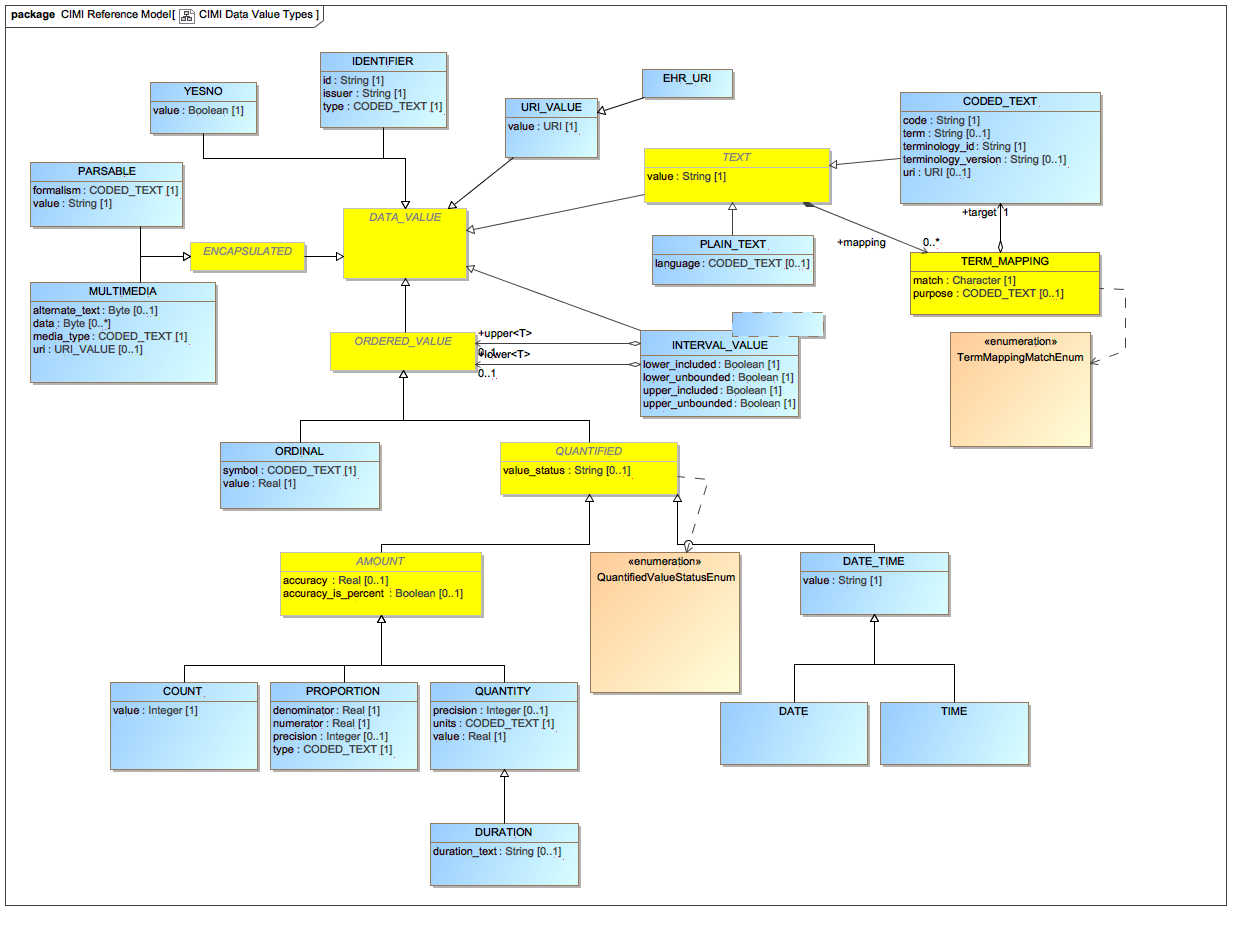 package CIMI Reference Model[ CIMI Data Value Types ]
IDENTIFIER
id : String [1]
issuer : String [1]
type : CODED_TEXT [1]
YESNO
value : Boolean [1]
EHR_URI
URI_VALUE
value : URI [1]
CODED_TEXT
code : String [1]
term : String [0..1]
terminology_id : String [1]
terminology_version : String [0..1]
uri : URI [0..1]
TEXT
value : String [1]
PARSABLE
formalism : CODED_TEXT [1]
value : String [1]
DATA_VALUE
ENCAPSULATED
+target 1
+mapping
0..*
PLAIN_TEXT
language : CODED_TEXT [0..1]
TERM_MAPPING
match : Character [1]
purpose : CODED_TEXT [0..1]
MULTIMEDIA
alternate_text : Byte [0..1]
data : Byte [0..*]
media_type : CODED_TEXT [1]
uri : URI_VALUE [0..1]
ORDERED_VALUE
+upper<T>
0..1
+lower<T>
0..1
INTERVAL_VALUE
lower_included : Boolean [1]
lower_unbounded : Boolean [1]
upper_included : Boolean [1]
upper_unbounded : Boolean [1]
«enumeration»
TermMappingMatchEnum
ORDINAL
symbol : CODED_TEXT [1]
value : Real [1]
QUANTIFIED
value_status : String [0..1]
AMOUNT
accuracy : Real [0..1]
accuracy_is_percent : Boolean [0..1]
«enumeration»
QuantifiedValueStatusEnum
DATE_TIME
value : String [1]
COUNT
value : Integer [1]
PROPORTION
denominator : Real [1]
numerator : Real [1]
precision : Integer [0..1]
type : CODED_TEXT [1]
QUANTITY
precision : Integer [0..1]
units : CODED_TEXT [1]
value : Real [1]
DATE
TIME
DURATION
duration_text : String [0..1]